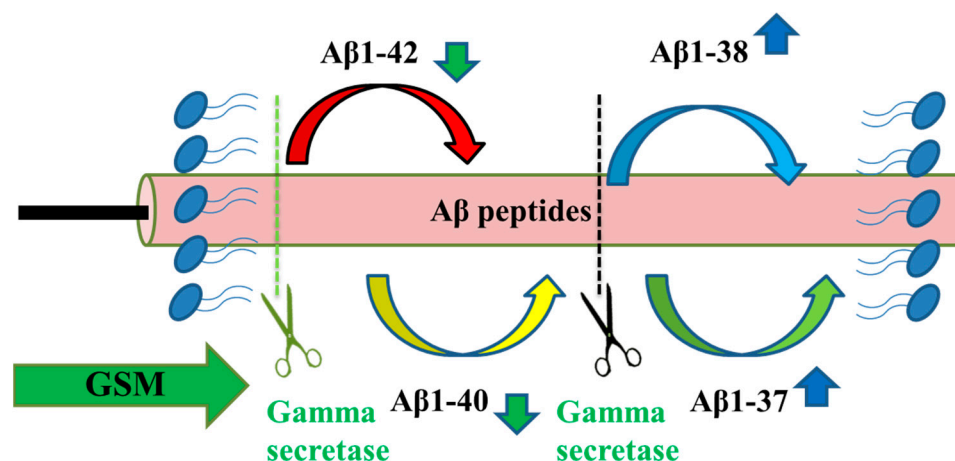 Aβ1-42
Aβ1-38
Aβ peptides
GSM
Aβ1-40
Aβ1-37
Gamma
secretase
Gamma
secretase